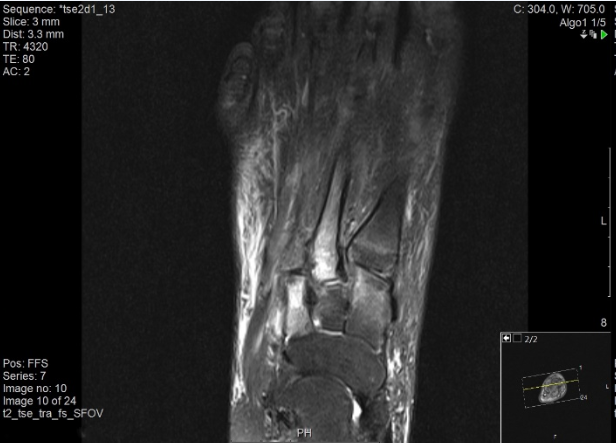 Sequence: *tse2d1_13
Slice: 3 mm
Dist: 3.3 mm
TR: 4320
TE: 80
AC: 2
C: 304.0, W: 705.0
Algo1 1/5
L
8
2/2
1
24
L
Pos: FFS
Series: 7
Image no: 10
Image 10 of 24
t2_tse_tra_fs_SFOV
PH